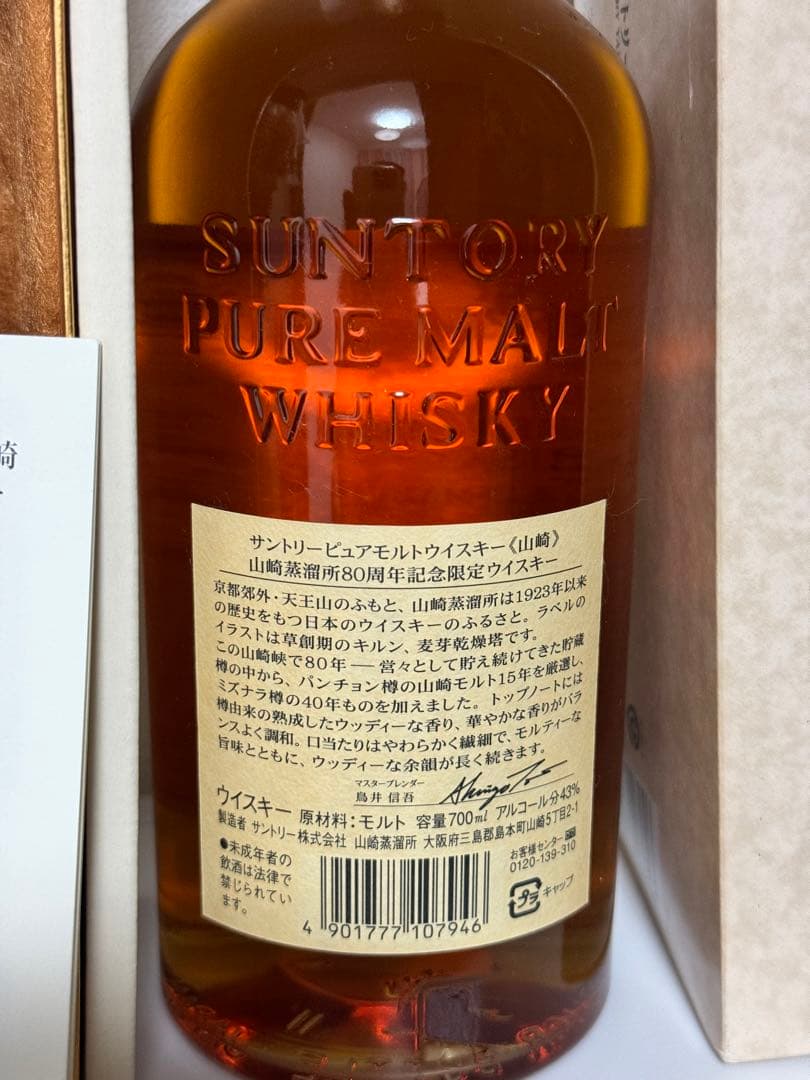 SUNTORY
PURE MALT
WHISKY
サントリーピュアモルトウイスキー《山崎》
山崎蒸溜所80周年記念限定ウイスキー
京都郊外・天王山のふもと、山崎蒸溜所は1923年以来
の歴史をもつ日本のウイスキーのふるさと。ラベルの
イラストは草創期のキルン、麦芽乾燥塔です。
この山崎峡で80年 ― 営々として貯え続けてきた貯蔵
樽の中から、パンチョン樽の山崎モルト15年を厳選し、
ミズナラ樽の40年ものを加えました。トップノートには
樽由来の熟成したウッディーな香り、華やかな香りがバラ
ンスよく調和。口当たりはやわらかく繊細で、モルティーな
旨味とともに、ウッディーな余韻が長く続きます。
マスターブレンダー
鳥井 信吾
ウイスキー 原材料:モルト 容量700ml アルコール分43%
製造者 サントリー株式会社 山崎蒸溜所 大阪府三島郡島本町山崎5丁目2-1
●未成年者の
飲酒は法律で
禁じられてい
ます。
お客様センター
0120-139-310
プラ キャップ
4 901777 107946
崎